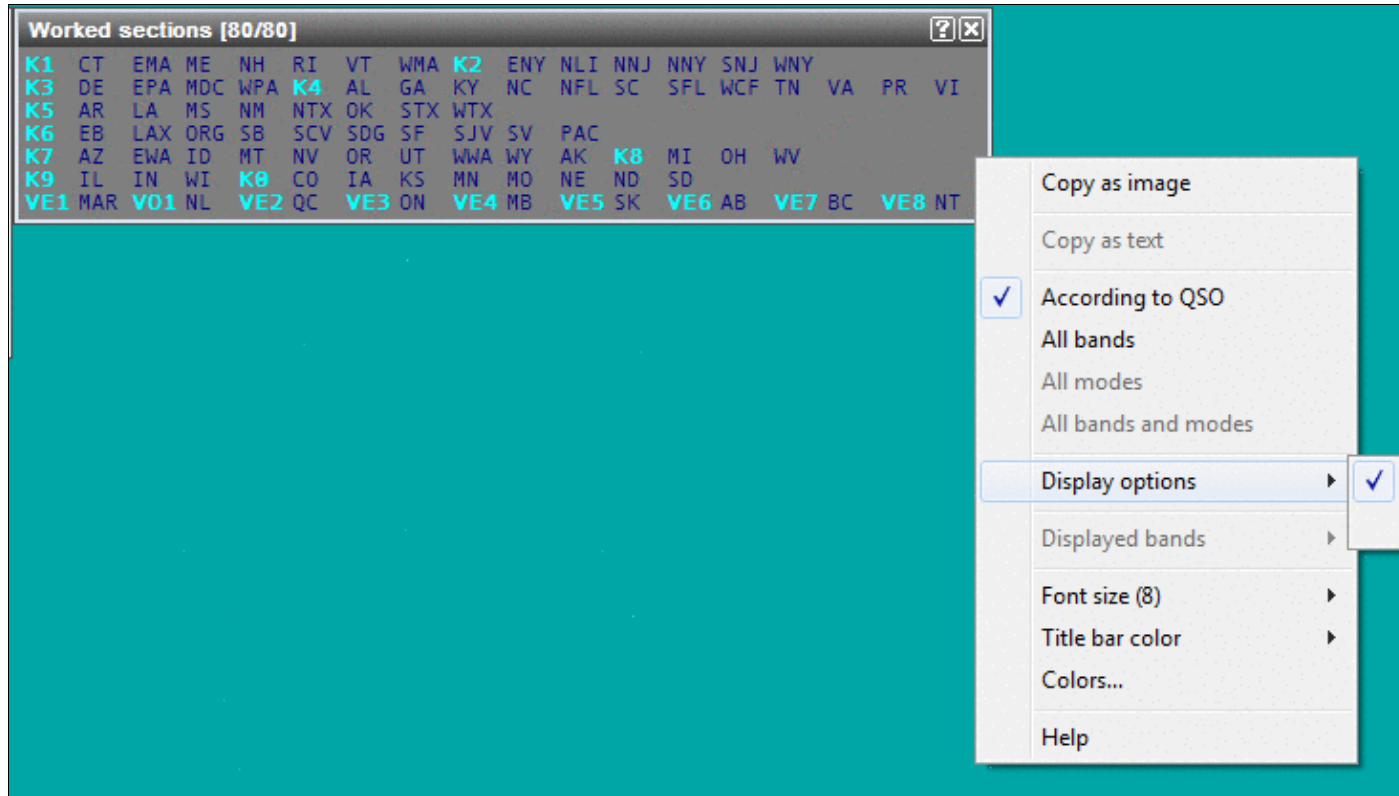 Worked sections [80/80]
K1 CT EMA ME NH RI VT WMA K2 ENY NLI NNJ NNY SNJ WNY
K3 DE EPA MDC WPA K4 AL GA KY NC NFL SC SFL WCF TN VA PR VI
K5 AR LA MS NM NTX OK STX WTX
K6 EB LAX ORG SB SCV SDG SF SJV SV PAC
K7 AZ EWA ID MT NV OR UT WWA WY AK K8 MI OH WV
K9 IL IN WI K0 CO IA KS MN MO NE ND SD
VE1 MAR VO1 NL VE2 QC VE3 ON VE4 MB VE5 SK VE6 AB VE7 BC VE8 NT
Copy as image
Copy as text
According to QSO
All bands
All modes
All bands and modes
Display options
Displayed bands
Font size (8)
Title bar color
Colors...
Help